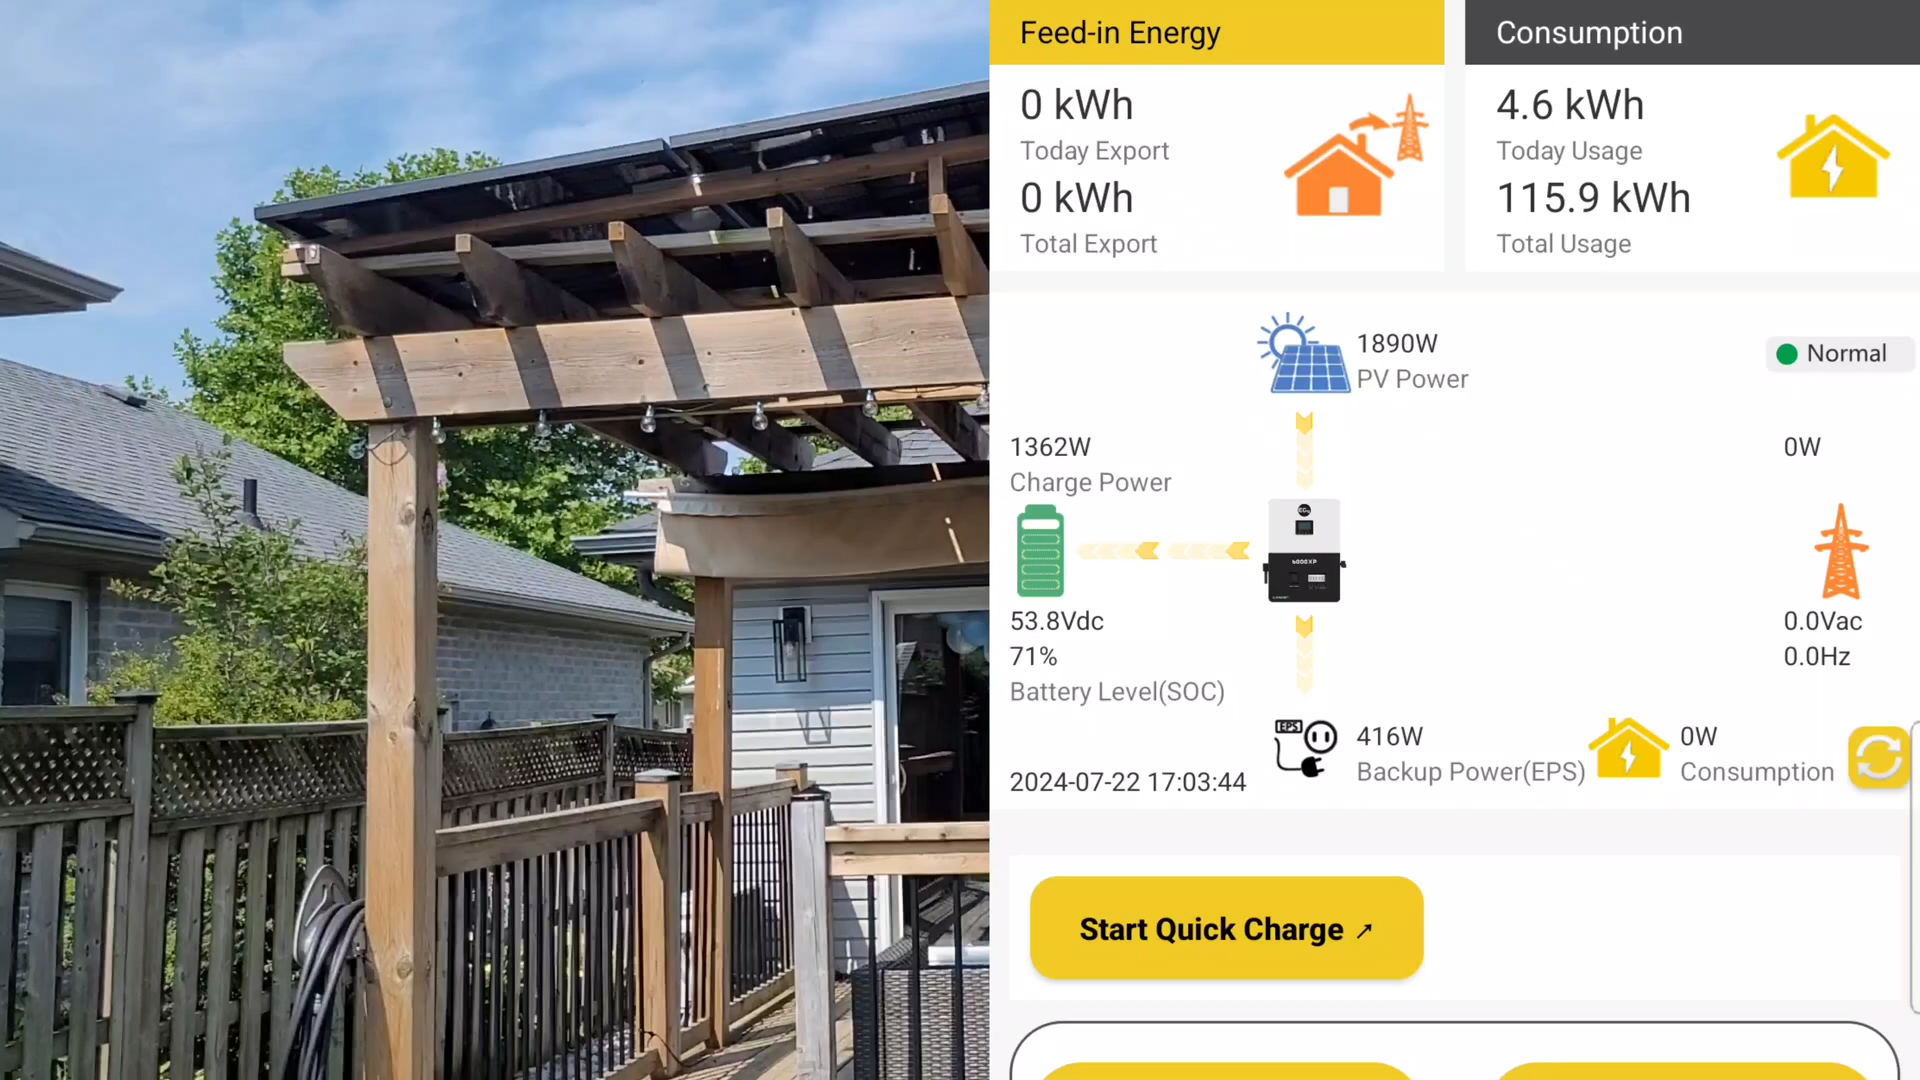 Feed-in Energy
0 kWh
Today Export
0 kWh
Total Export
Consumption
4.6 kWh
Today Usage
115.9 kWh
Total Usage
1890W
PV Power
Normal
1362W
Charge Power
0W
6000XP
53.8Vdc
71%
Battery Level(SOC)
0.0Vac
0.0Hz
EPS
416W
Backup Power(EPS)
0W
Consumption
2024-07-22 17:03:44
Start Quick Charge ↗